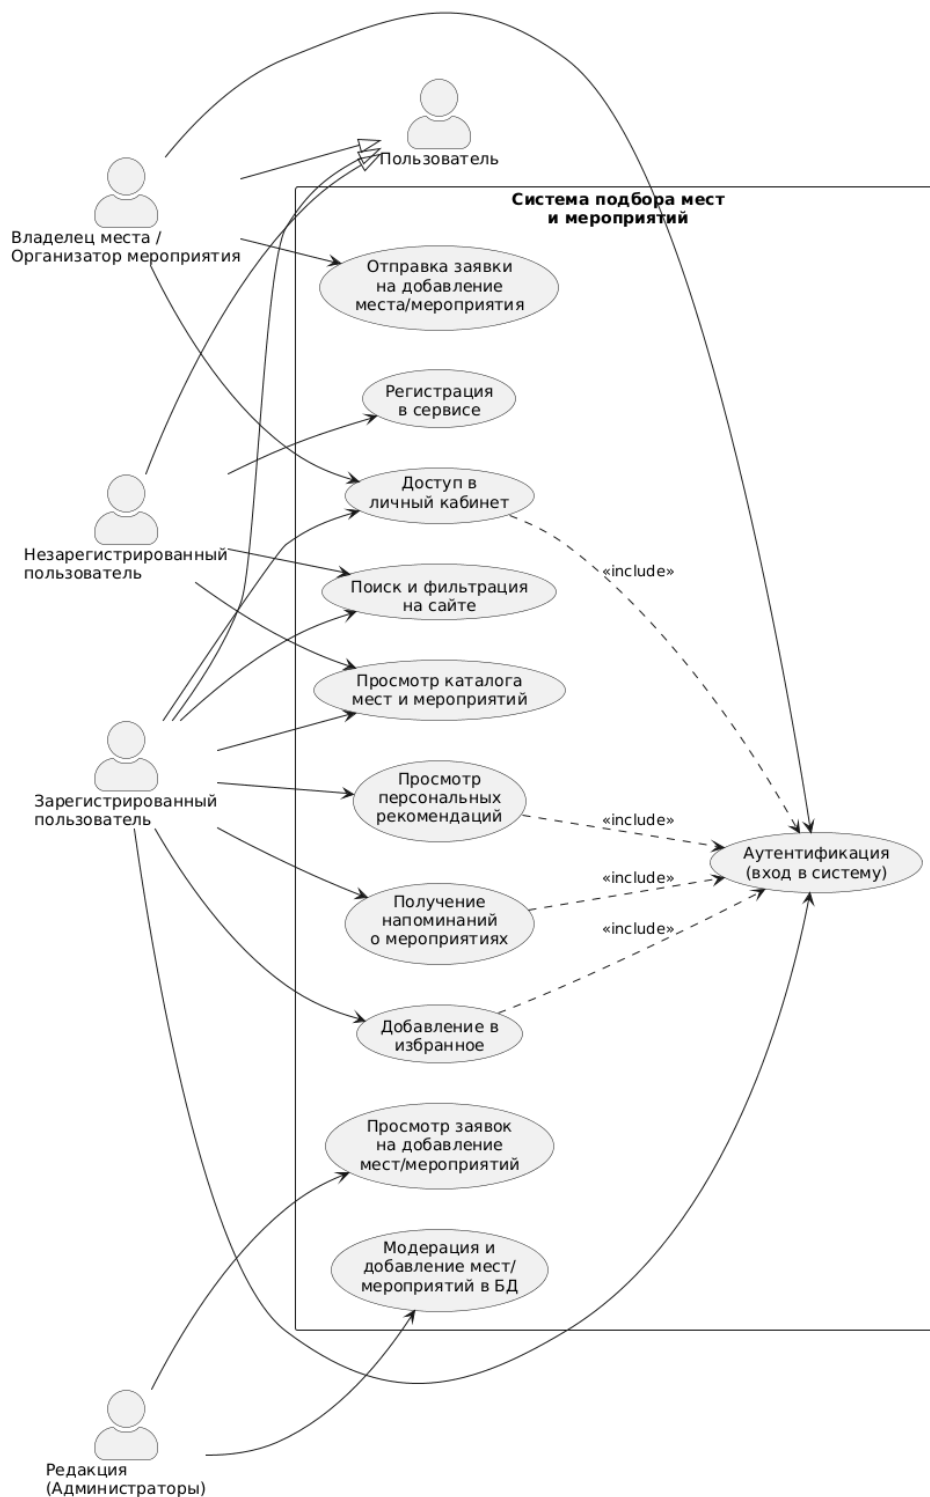 Пользователь
Владелец места /
Организатор мероприятия
Система подбора мест
и мероприятий
Отправка заявки
на добавление
места/мероприятия
Регистрация
в сервисе
Доступ в
личный кабинет
Незарегистрированный
пользователь
«include»
Поиск и фильтрация
на сайте
Просмотр каталога
мест и мероприятий
Зарегистрированный
пользователь
Просмотр
персональных
рекомендаций
«include»
Аутентификация
(вход в систему)
«include»
Получение
напоминаний
о мероприятиях
«include»
Добавление в
избранное
Просмотр заявок
на добавление
мест/мероприятий
Модерация и
добавление мест/
мероприятий в БД
Редакция
(Администраторы)